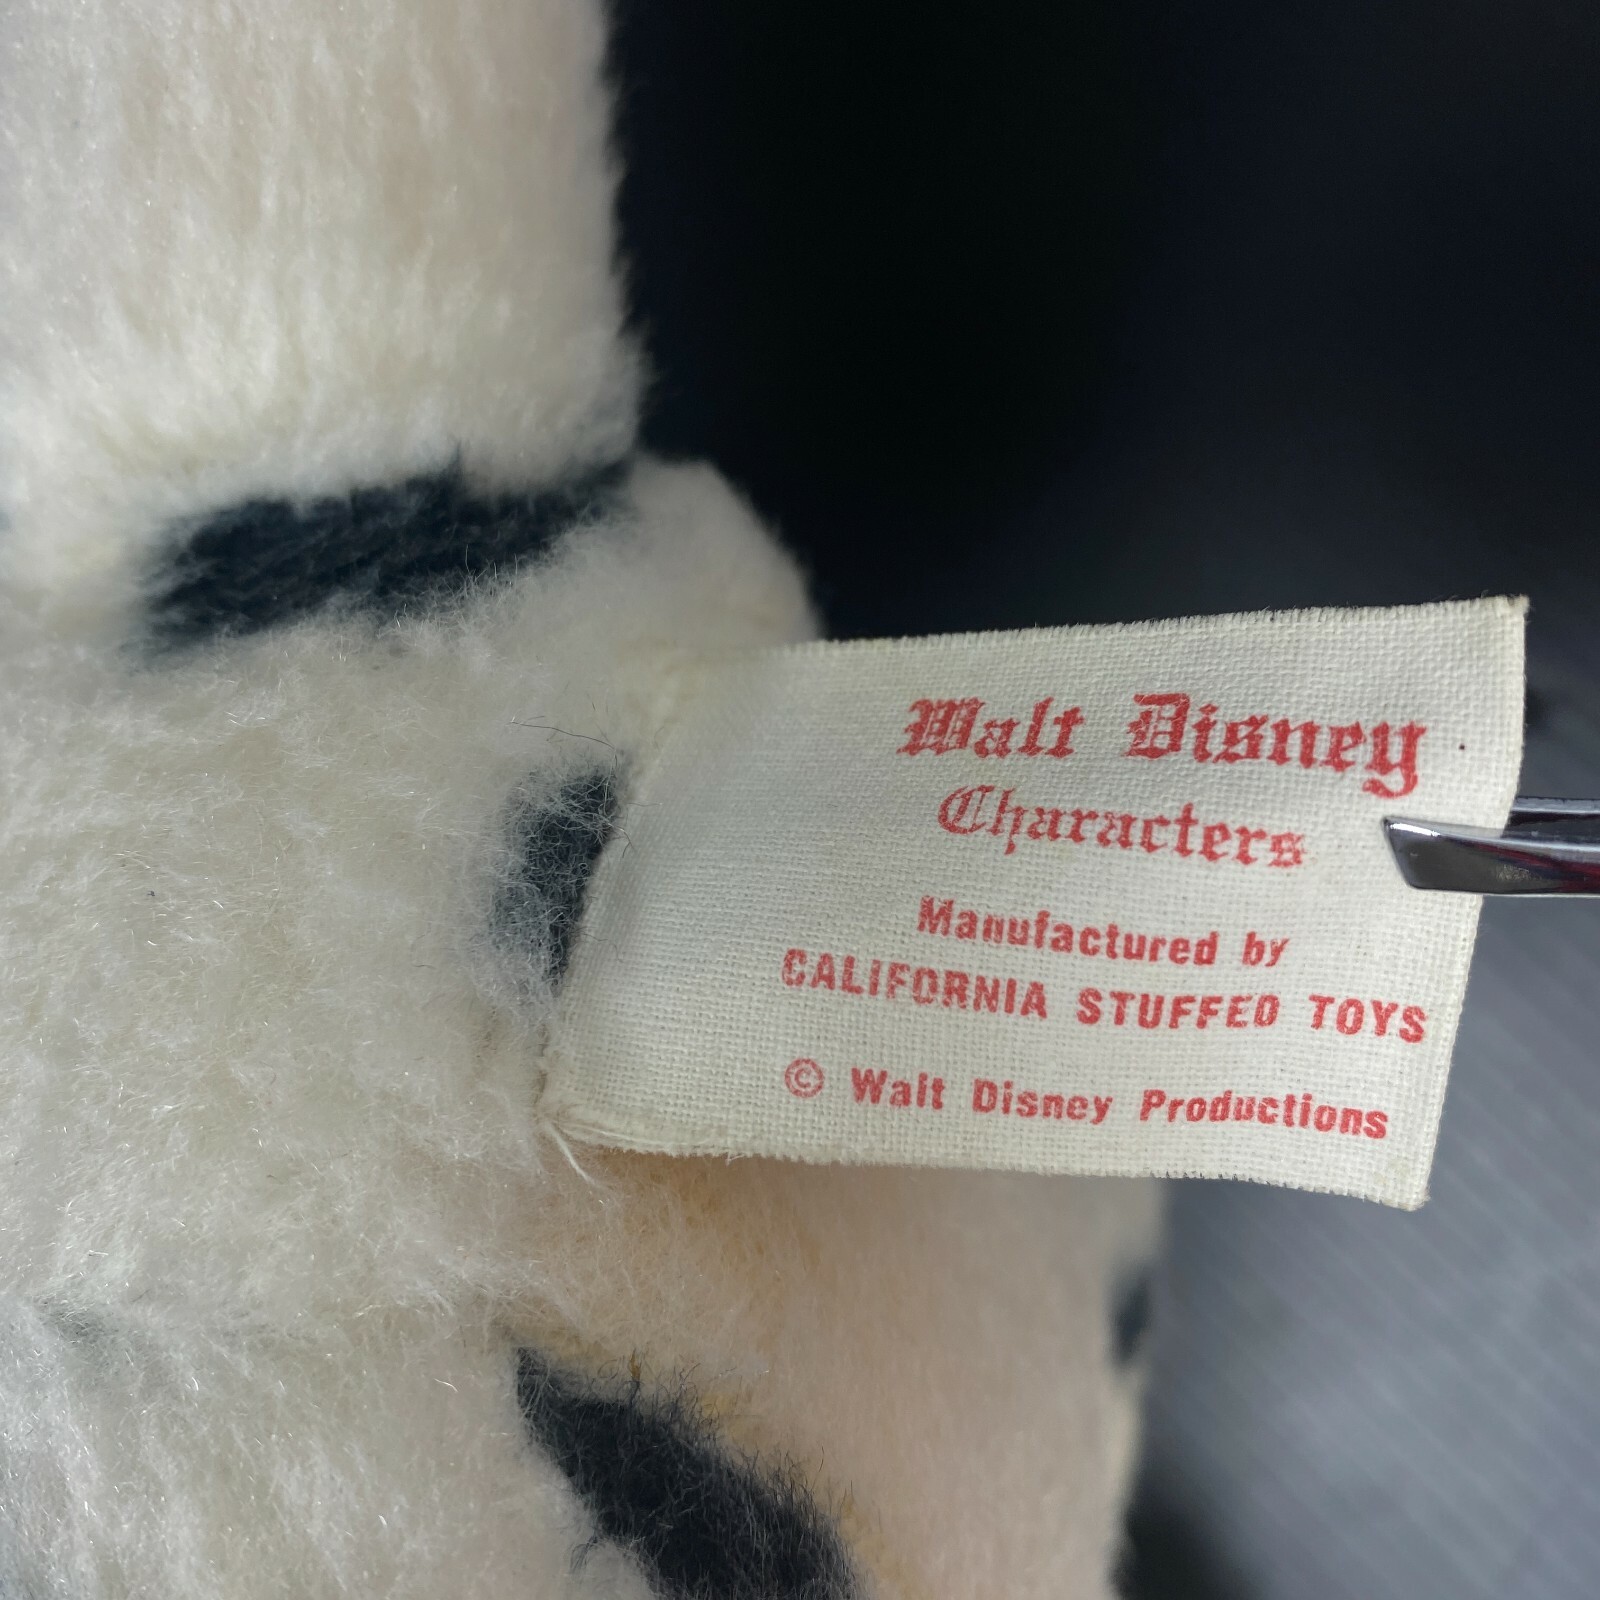 Walt Disney
Characters
Manufactured by
CALIFORNIA STUFFED TOYS
© Walt Disney Productions